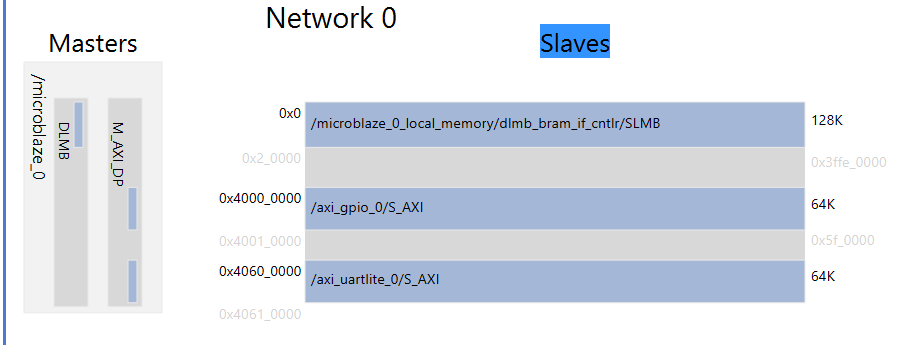 Network 0
Masters
Slaves
/microblaze_0
DLMB
M_AXI_DP
0x0
/microblaze_0_local_memory/dlmb_bram_if_cntlr/SLMB
128K
0x2_0000
0x3ffe_0000
0x4000_0000
/axi_gpio_0/S_AXI
64K
0x4001_0000
0x5f_0000
0x4060_0000
/axi_uartlite_0/S_AXI
64K
0x4061_0000